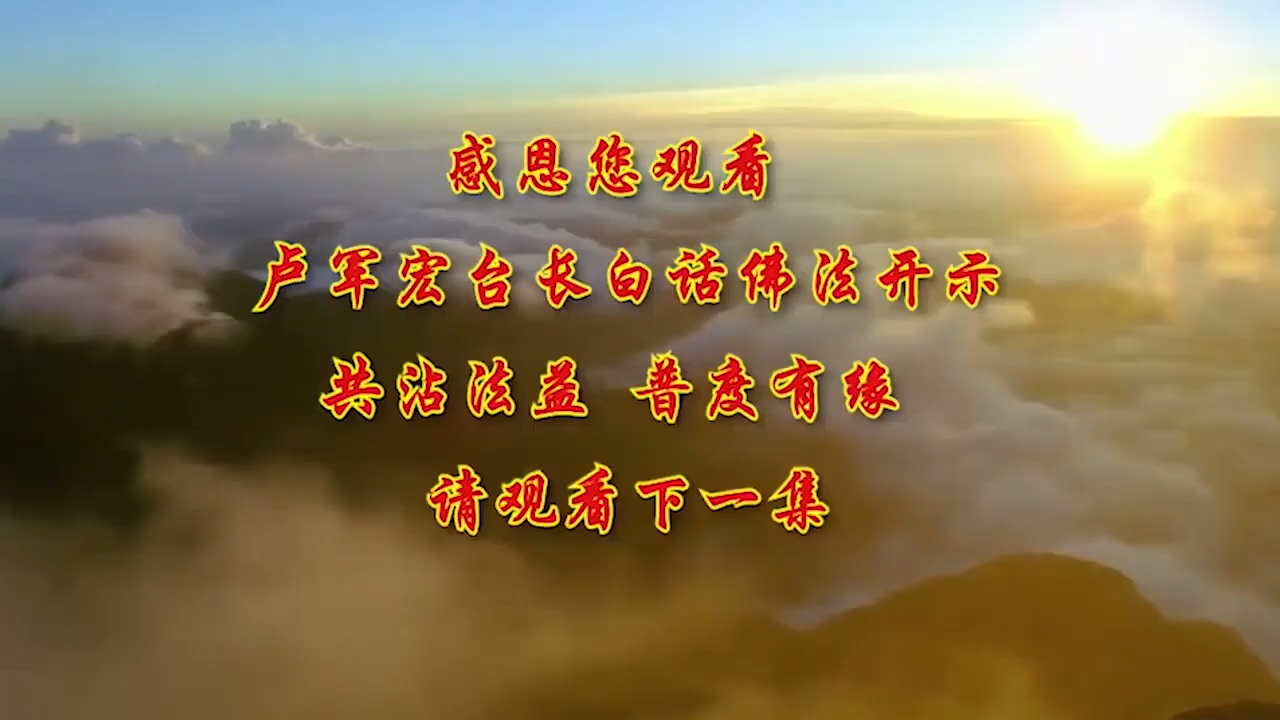 感恩您观看
卢军宏台长白话佛法开示
共沾法益 普度有缘
请观看下一集